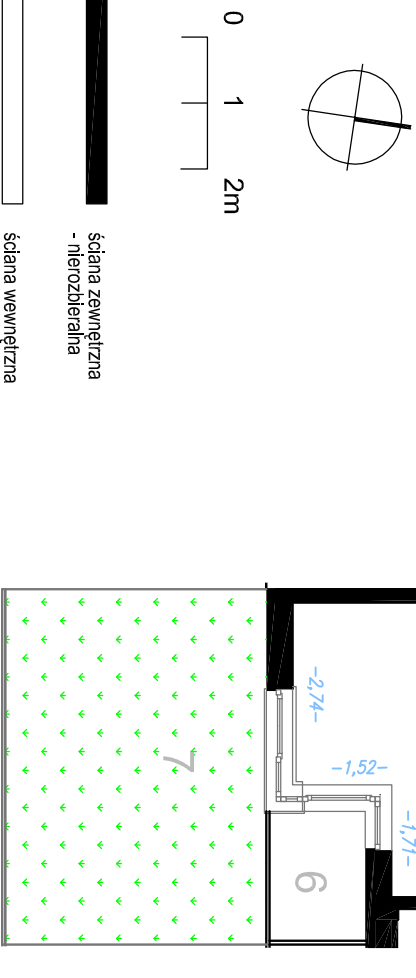 0 1 2m
ściana zewnętrzna
- nierozbieralna
ściana wewnętrzna
-2,74-
-1,52-
-1,71-
7
6